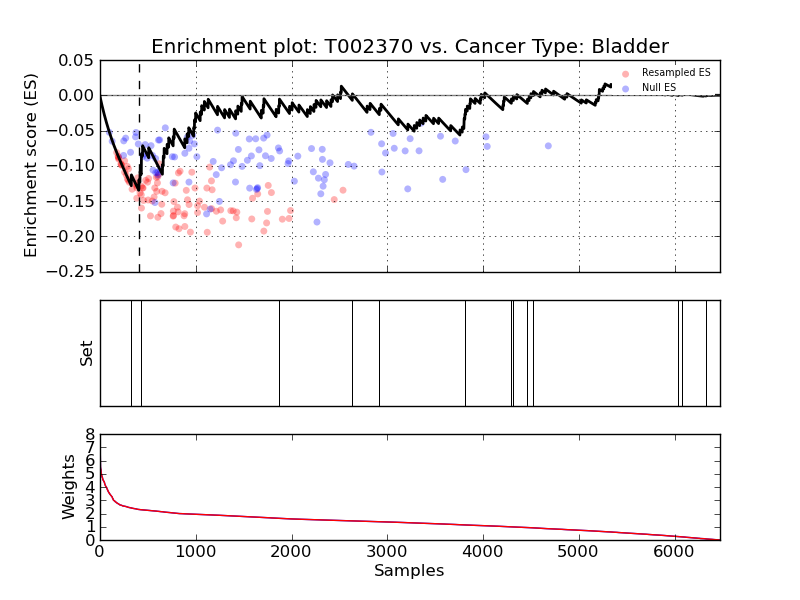 Enrichment plot: T002370 vs. Cancer Type: Bladder
Enrichment score (ES)
0.05
0.00
−0.05
−0.10
−0.15
−0.20
−0.25
Resampled ES
Null ES
Set
Weights
8
7
6
5
4
3
2
1
0
0 1000 2000 3000 4000 5000 6000
Samples